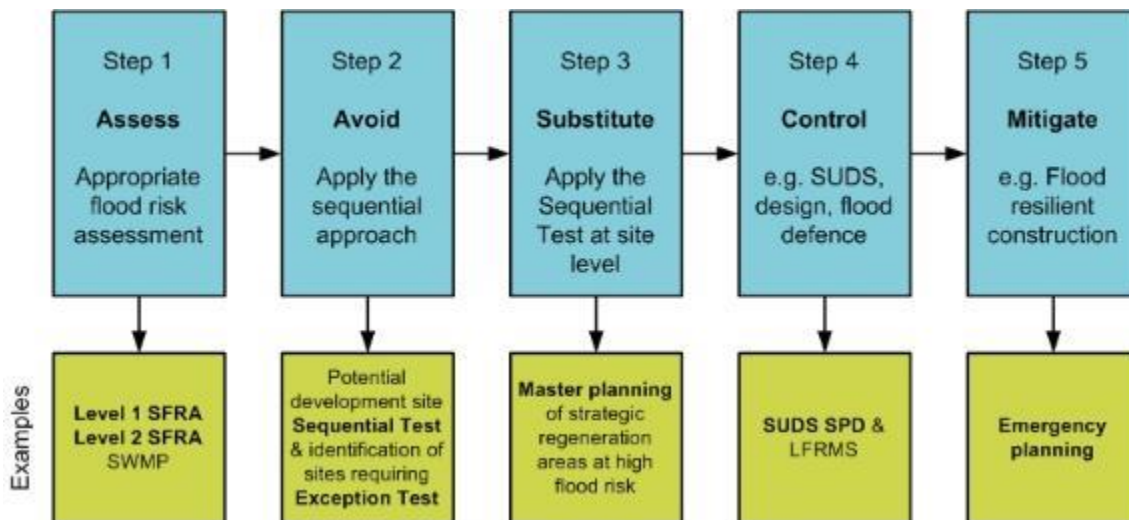 Step 1
Assess
Appropriate
flood risk
assessment
Step 2
Avoid
Apply the
sequential
approach
Step 3
Substitute
Apply the
Sequential
Test at site
level
Step 4
Control
e.g. SUDS,
design, flood
defence
Step 5
Mitigate
e.g. Flood
resilient
construction
Examples
Level 1 SFRA
Level 2 SFRA
SWMP
Potential
development site
Sequential Test
& identification of
sites requiring
Exception Test
Master planning
of strategic
regeneration
areas at high
flood risk
SUDS SPD &
LFRMS
Emergency
planning